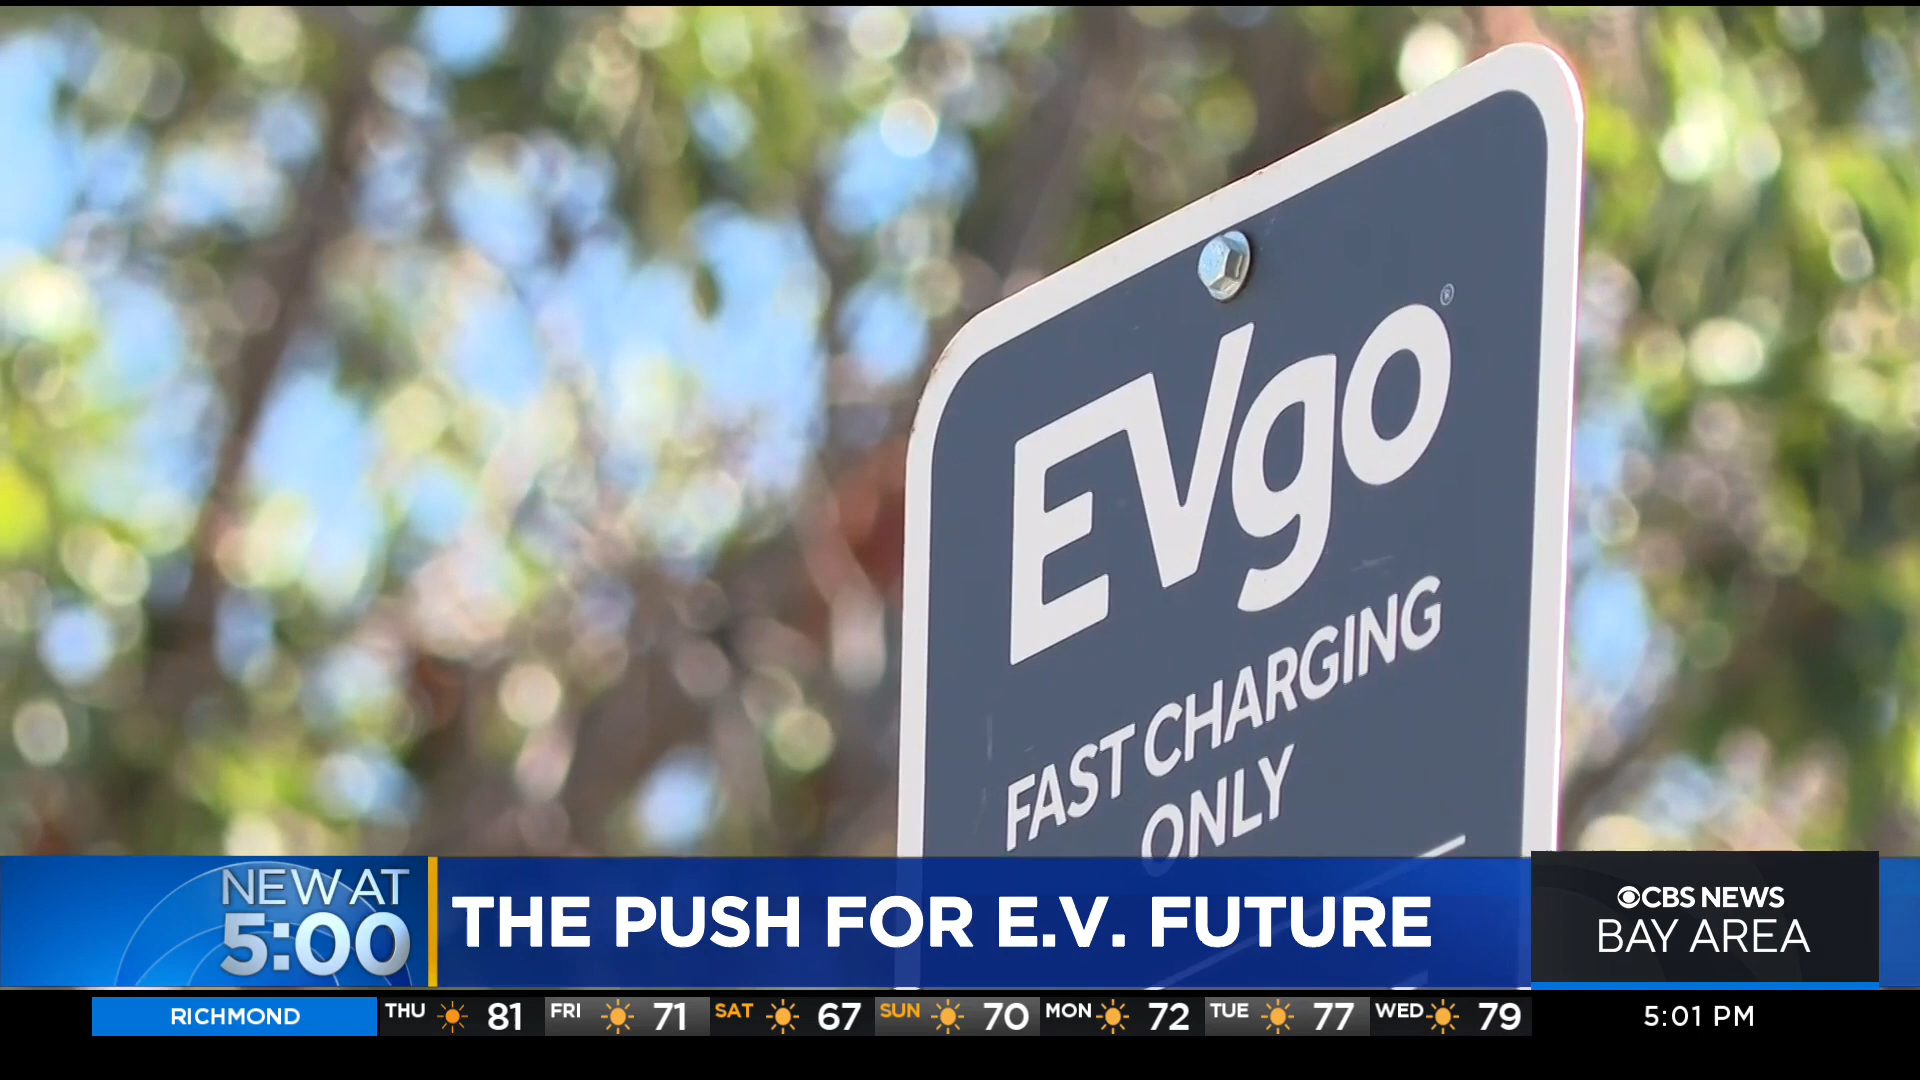 EVgo®
FAST CHARGING
ONLY
NEW AT
5:00
THE PUSH FOR E.V. FUTURE
CBS NEWS
BAY AREA
RICHMOND
THU 81 FRI 71 SAT 67 SUN 70 MON 72 TUE 77 WED 79
5:01 PM